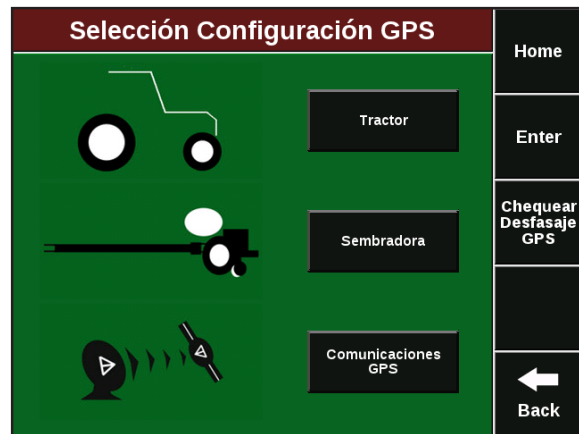 Selección Configuración GPS
Home
Tractor
Enter
Chequear
Desfasaje
GPS
Sembradora
Comunicaciones
GPS
Back